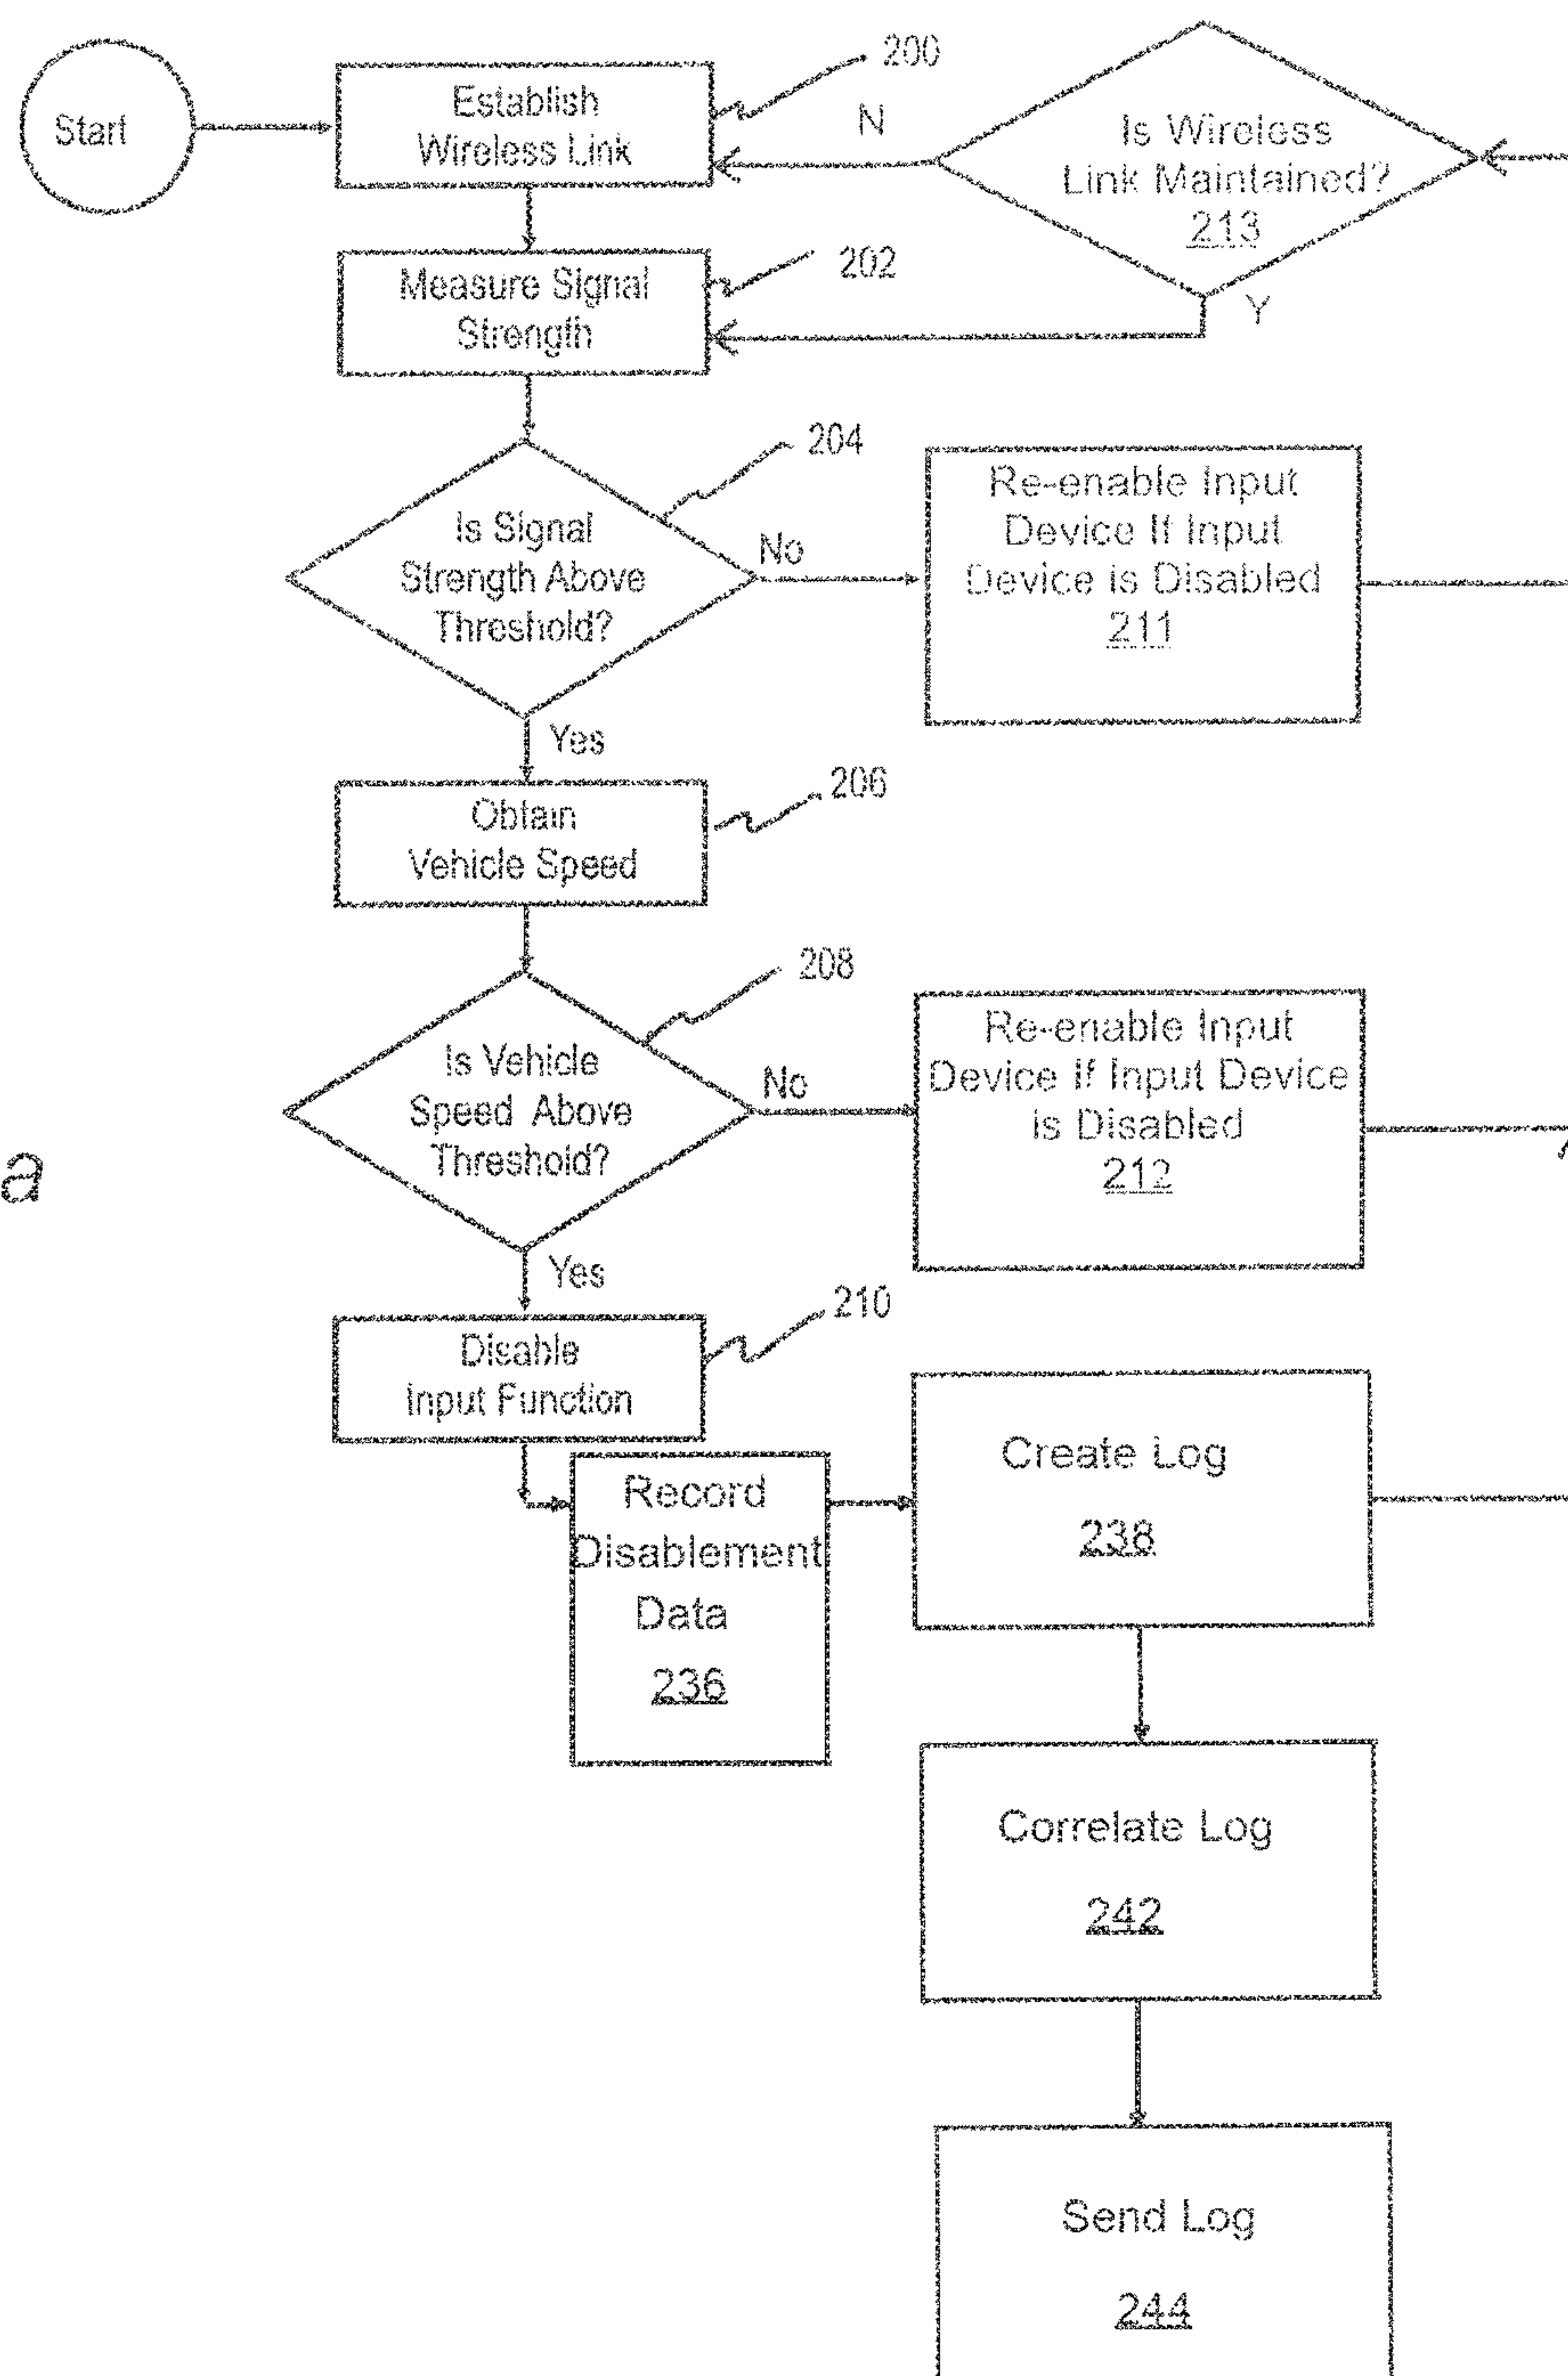 Start
Establish
Wireless Link
200
N
Is Wireless
Link Maintained?
213
Y
Measure Signal
Strength
202
204
Is Signal
Strength Above
Threshold?
No
Re-enable Input
Device If Input
Device is Disabled
211
Yes
Obtain
Vehicle Speed
206
208
Is Vehicle
Speed Above
Threshold?
No
Re-enable Input
Device If Input Device
is Disabled
212
a
Yes
Disable
Input Function
210
Record
Disablement
Data
236
Create Log
238
Correlate Log
242
Send Log
244